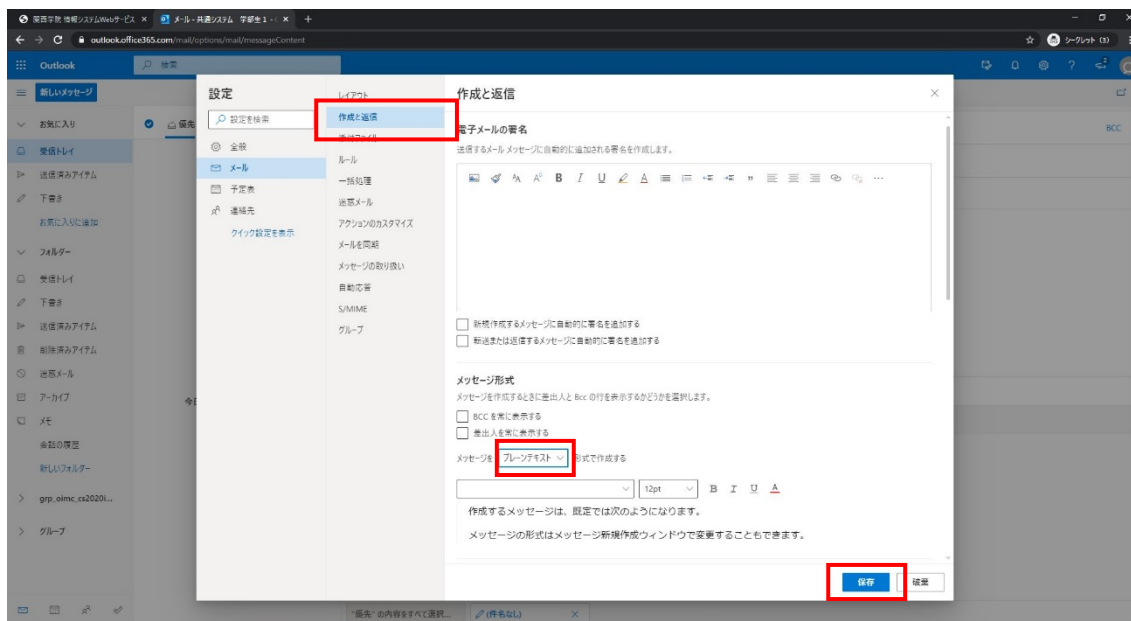 関西学院 情報システムWebサービス
メール - 共通システム 学部生1 -
outlook.office365.com/mail/options/mail/messageContent
シークレット (3)
Outlook
検索
新しいメッセージ
お気に入り
受信トレイ
送信済みアイテム
下書き
お気に入りに追加
フォルダー
受信トレイ
下書き
送信済みアイテム
削除済みアイテム
迷惑メール
アーカイブ
メモ
会話の履歴
新しいフォルダー
grp_oimc_cs2020i...
グループ
優先
今日
BCC
設定
設定を検索
全般
メール
予定表
連絡先
クイック設定を表示
レイアウト
作成と返信
添付ファイル
ルール
一括処理
迷惑メール
アクションのカスタマイズ
メールを同期
メッセージの取り扱い
自動応答
S/MIME
グループ
作成と返信
電子メールの署名
送信するメール メッセージに自動的に追加される署名を作成します。
新規作成するメッセージに自動的に署名を追加する
転送または返信するメッセージに自動的に署名を追加する
メッセージ形式
メッセージを作成するときに差出人と Bcc の行を表示するかどうかを選択します。
BCC を常に表示する
差出人を常に表示する
メッセージを プレーンテキスト 形式で作成する
12pt B I U A
作成するメッセージは、既定では次のようになります。
メッセージの形式はメッセージ新規作成ウィンドウで変更することもできます。
保存 破棄
"優先" の内容をすべて選択... (件名なし)